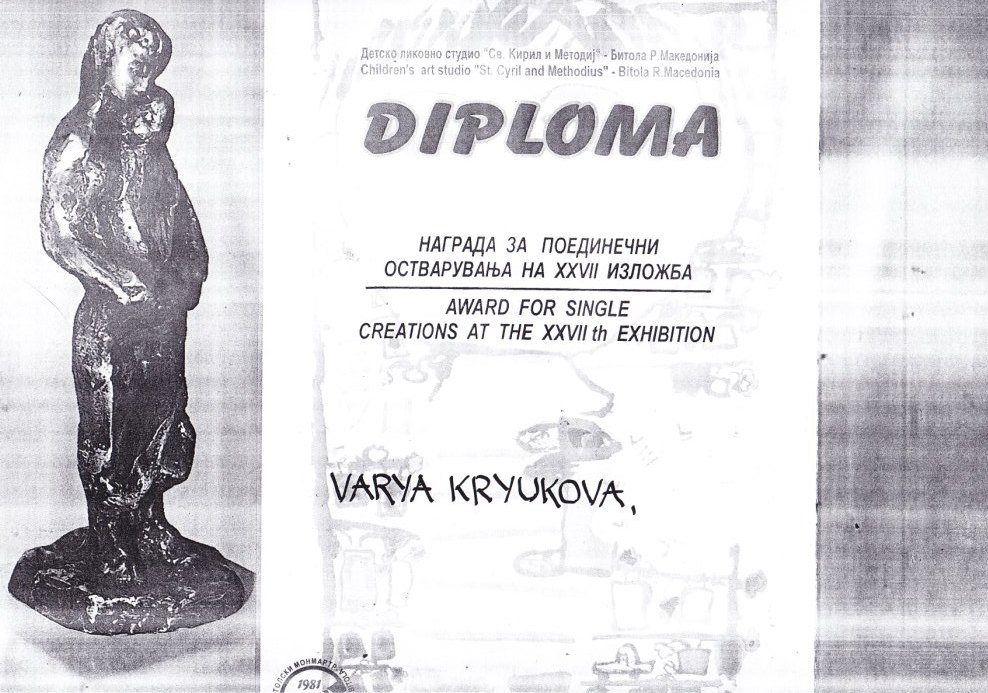 Детско ликовно студио "Св. Кирил и Методиј" - Битола Р.Македонија
Children's art studio "St. Cyril and Methodius" - Bitola R.Macedonia
DIPLOMA
НАГРАДА ЗА ПОЕДИНЕЧНИ
ОСТВАРУВАЊА НА XXVII ИЗЛОЖБА
AWARD FOR SINGLE
CREATIONS AT THE XXVII th EXHIBITION
VARYA KRYUKOVA,
МОНМАРТР
1981